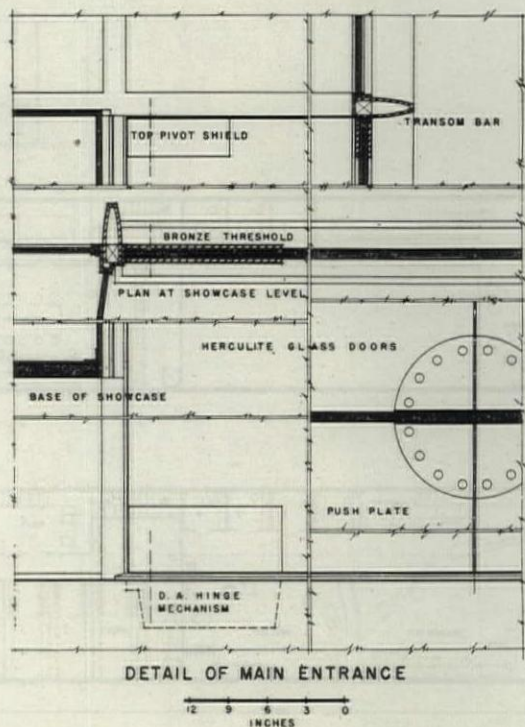 TOP PIVOT SHIELD
TRANSOM BAR
BRONZE THRESHOLD
PLAN AT SHOWCASE LEVEL
HERCULITE GLASS DOORS
BASE OF SHOWCASE
PUSH PLATE
D. A. HINGE
MECHANISM
DETAIL OF MAIN ENTRANCE
12 9 6 3 0
INCHES